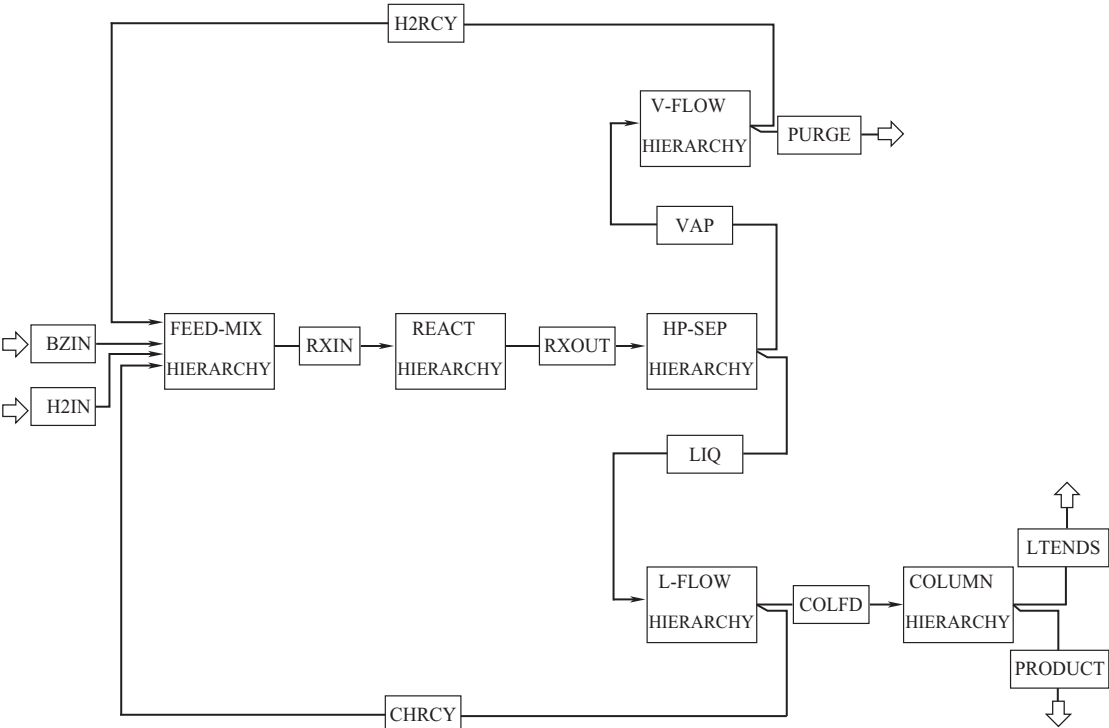 H2RCY
V-FLOW
HIERARCHY
PURGE
VAP
BZIN
H2IN
FEED-MIX
HIERARCHY
RXIN
REACT
HIERARCHY
RXOUT
HP-SEP
HIERARCHY
LIQ
L-FLOW
HIERARCHY
COLFD
COLUMN
HIERARCHY
LTENDS
PRODUCT
CHRCY